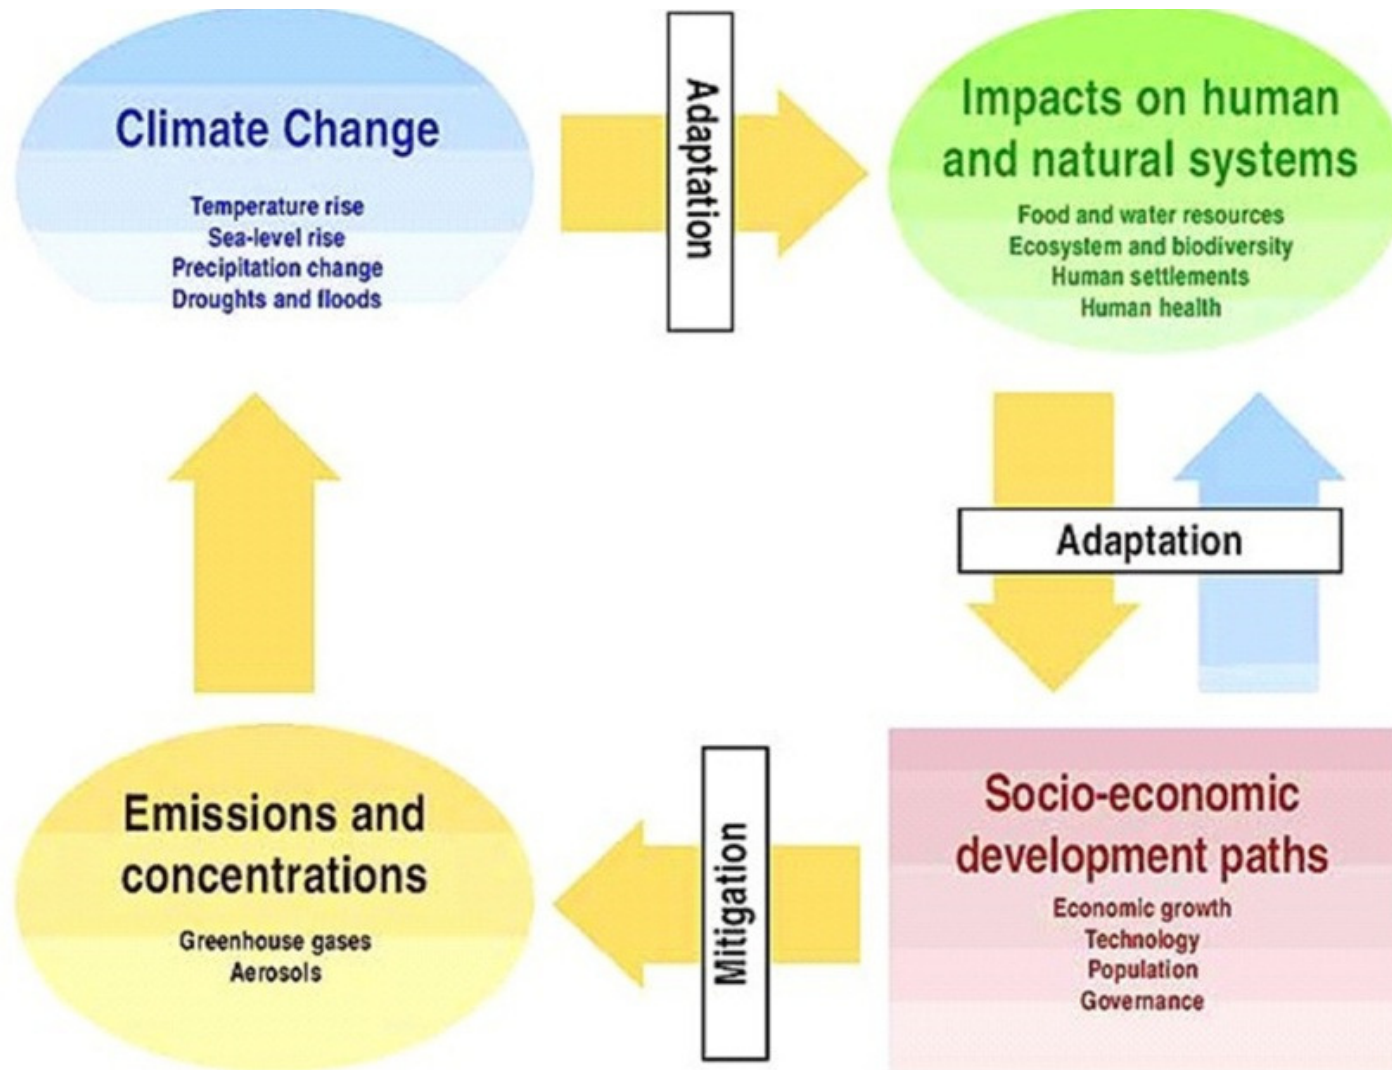 Climate Change
Temperature rise
Sea-level rise
Precipitation change
Droughts and floods
Adaptation
Impacts on human
and natural systems
Food and water resources
Ecosystem and biodiversity
Human settlements
Human health
Adaptation
Emissions and
concentrations
Greenhouse gases
Aerosols
Mitigation
Socio-economic
development paths
Economic growth
Technology
Population
Governance